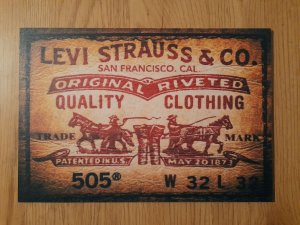 LEVI STRAUSS & CO.
SAN FRANCISCO, CAL.
ORIGINAL RIVETED
QUALITY CLOTHING
TRADE MARK
PATENTED IN U.S. MAY 20 1873
505® W 32 L